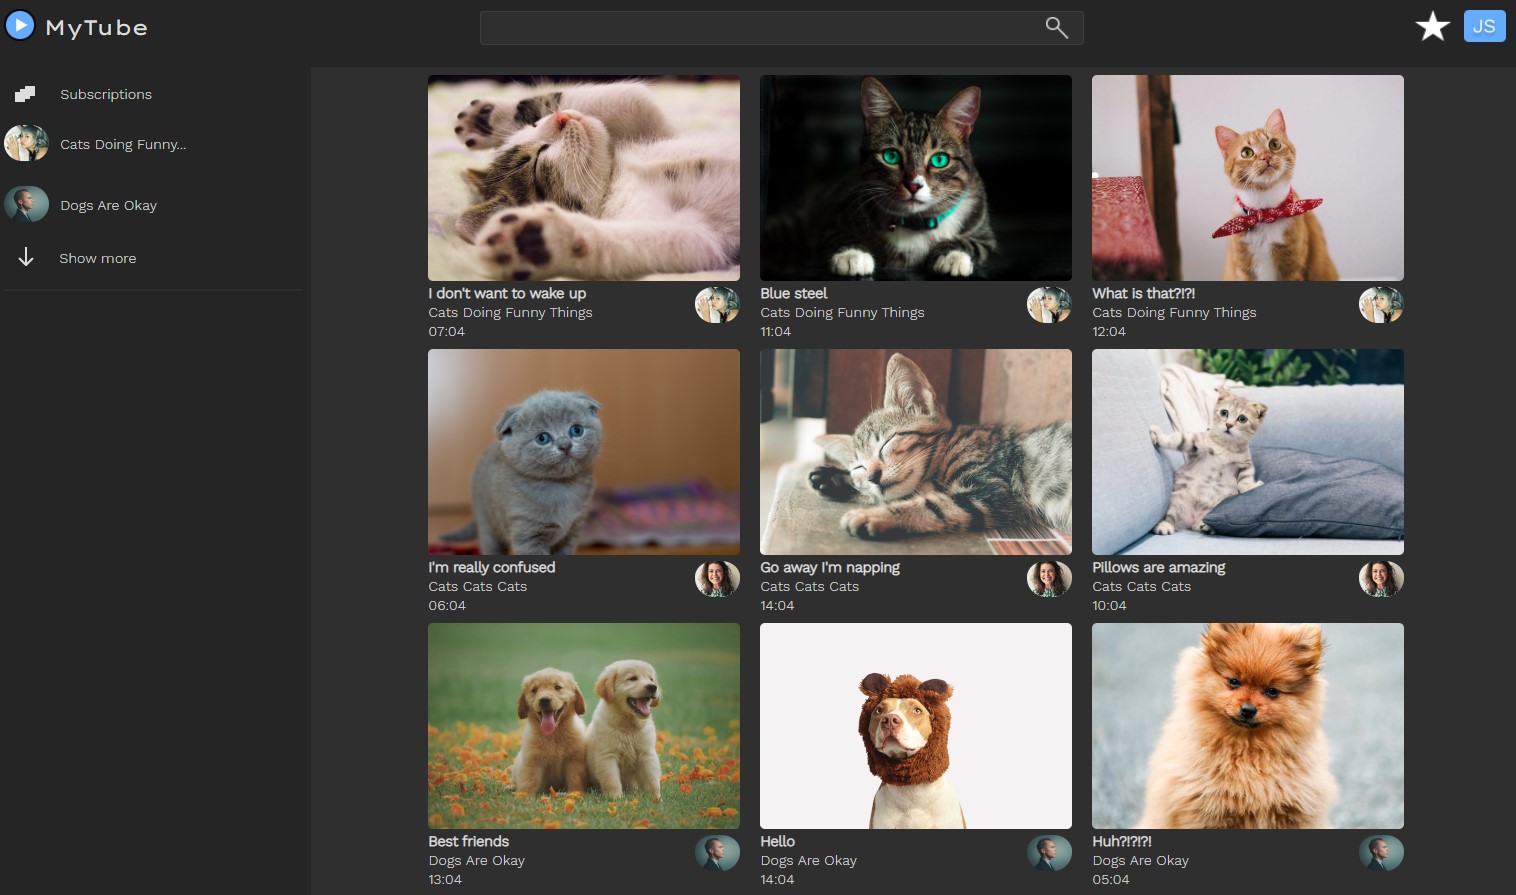 MyTube
JS
Subscriptions
Cats Doing Funny...
Dogs Are Okay
Show more
I don't want to wake up
Cats Doing Funny Things
07:04
Blue steel
Cats Doing Funny Things
11:04
What is that?!?!
Cats Doing Funny Things
12:04
I'm really confused
Cats Cats Cats
06:04
Go away I'm napping
Cats Cats Cats
14:04
Pillows are amazing
Cats Cats Cats
10:04
Best friends
Dogs Are Okay
13:04
Hello
Dogs Are Okay
14:04
Huh?!?!?!
Dogs Are Okay
05:04